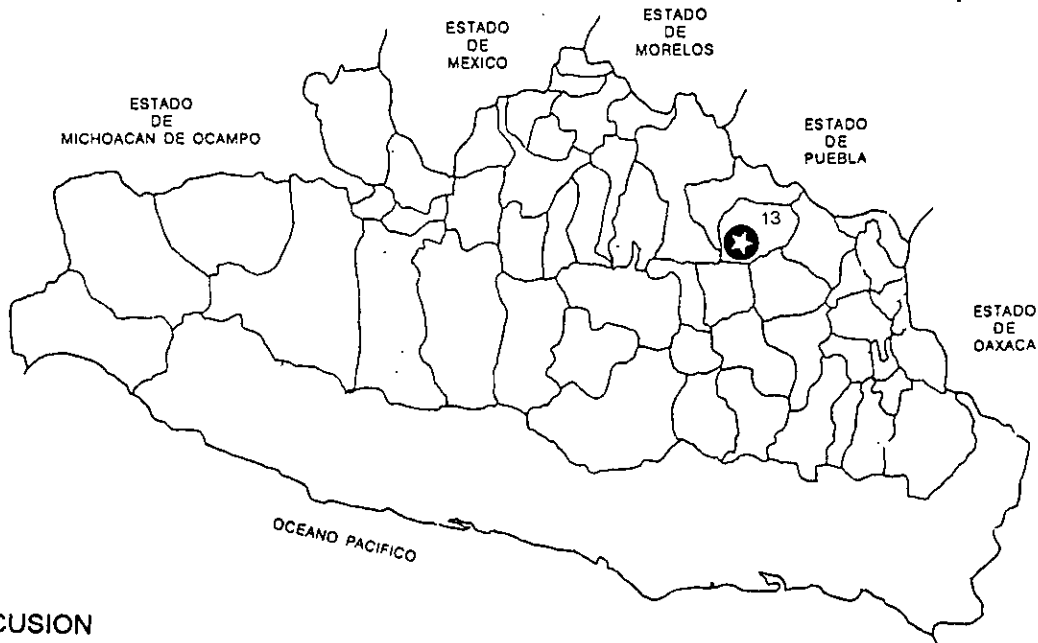 ESTADO
DE
MEXICO
ESTADO
DE
MORELOS
ESTADO
DE
MICHOACAN DE OCAMPO
ESTADO
DE
PUEBLA
13
ESTADO
DE
OAXACA
OCEANO PACIFICO
CUSION